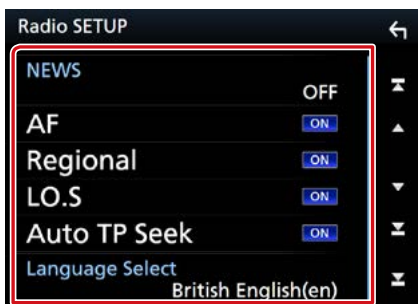 Radio SETUP
NEWS
OFF
AF ON
Regional ON
LO.S ON
Auto TP Seek ON
Language Select
British English(en)